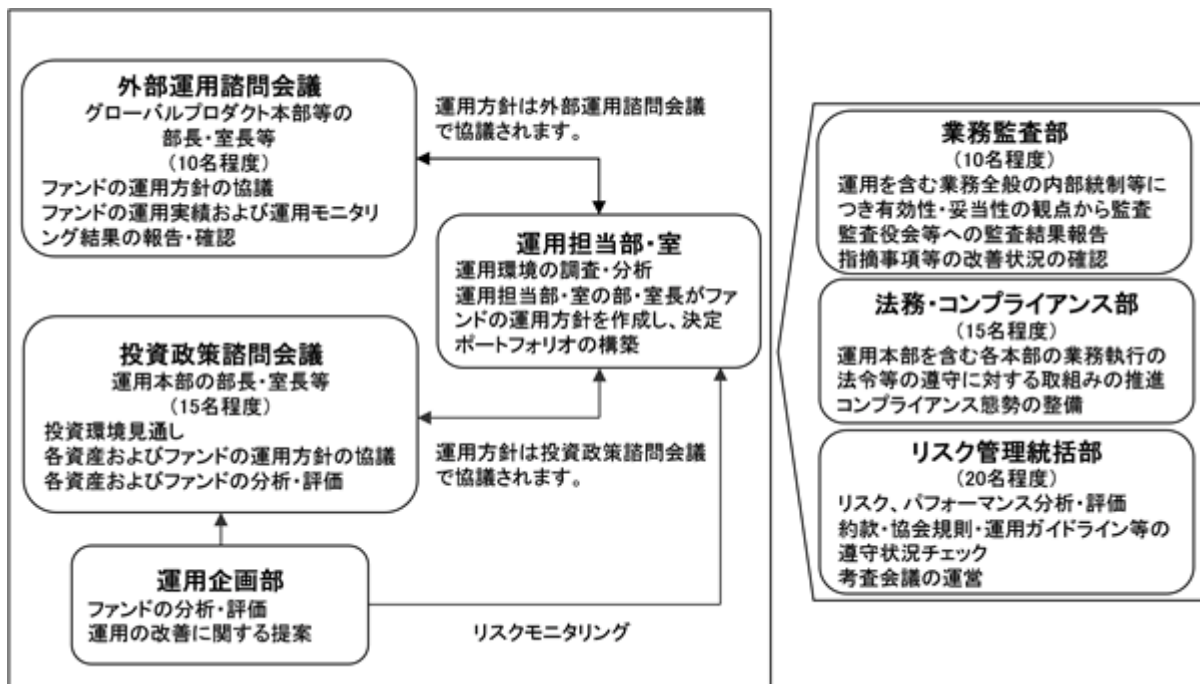 外部運用諮問会議
グローバルプロダクト本部等の
部長・室長等
(10名程度)
ファンドの運用方針の協議
ファンドの運用実績および運用モニタリ
ング結果の報告・確認
運用方針は外部運用諮問会議
で協議されます。
運用担当部・室
運用環境の調査・分析
運用担当部・室の部・室長がファ
ンドの運用方針を作成し、決定
ポートフォリオの構築
投資政策諮問会議
運用本部の部長・室長等
(15名程度)
投資環境見通し
各資産およびファンドの運用方針の協議
各資産およびファンドの分析・評価
運用方針は投資政策諮問会議
で協議されます。
運用企画部
ファンドの分析・評価
運用の改善に関する提案
リスクモニタリング
業務監査部
(10名程度)
運用を含む業務全般の内部統制等に
つき有効性・妥当性の観点から監査
監査役会等への監査結果報告
指摘事項等の改善状況の確認
法務・コンプライアンス部
(15名程度)
運用本部を含む各本部の業務執行の
法令等の遵守に対する取組みの推進
コンプライアンス態勢の整備
リスク管理統括部
(20名程度)
リスク、パフォーマンス分析・評価
約款・協会規則・運用ガイドライン等の
遵守状況チェック
考査会議の運営